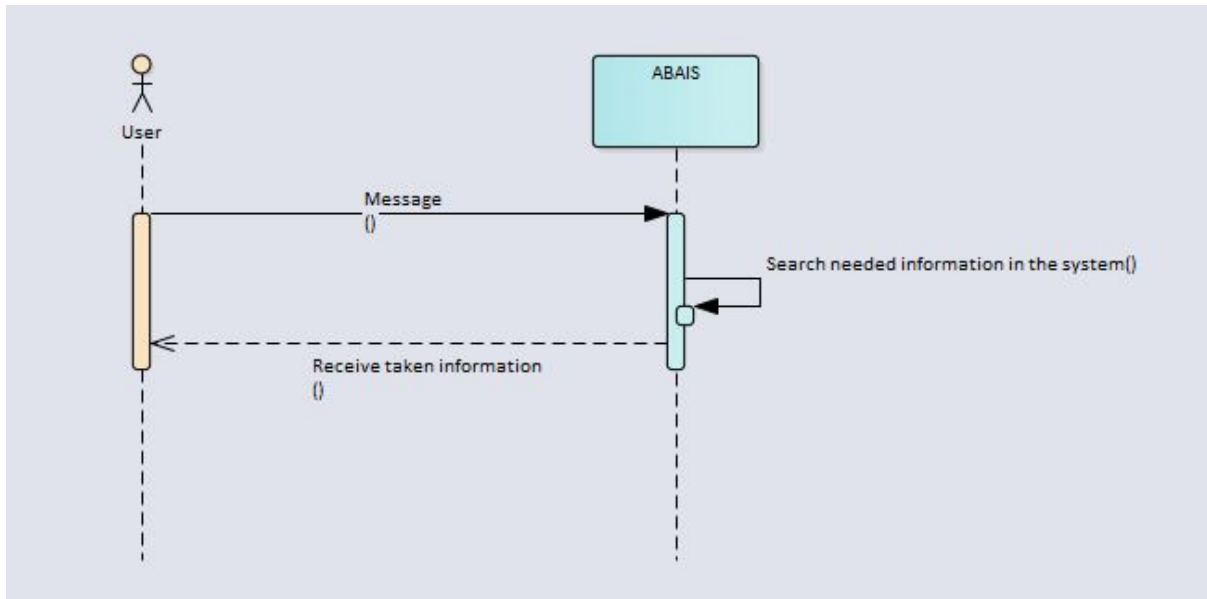 ABAIS
User
Message
()
Search needed information in the system()
Receive taken information
()